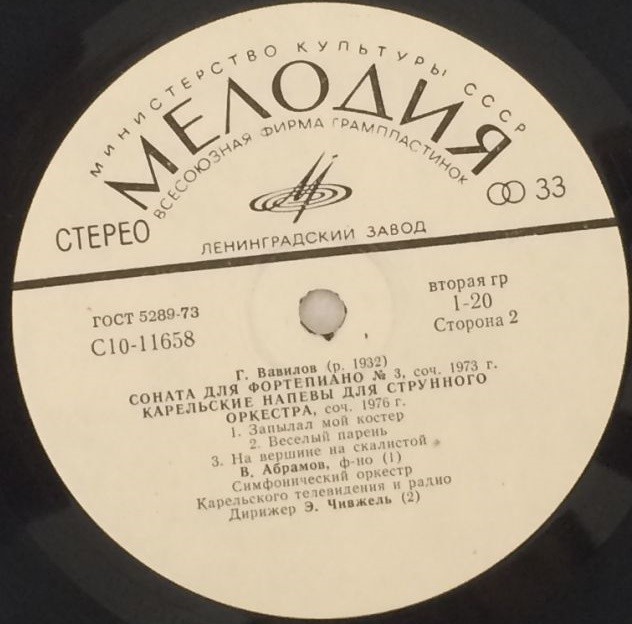 МИНИСТЕРСТВО КУЛЬТУРЫ СССР
МЕЛОДИЯ
ВСЕСОЮЗНАЯ ФИРМА ГРАМПЛАСТИНОК
СТЕРЕО
33
ЛЕНИНГРАДСКИЙ ЗАВОД
ГОСТ 5289-73
С10-11658
вторая гр
1-20
Сторона 2
Г. Вавилов (р. 1932)
СОНАТА ДЛЯ ФОРТЕПИАНО № 3, соч. 1973 г.
КАРЕЛЬСКИЕ НАПЕВЫ ДЛЯ СТРУННОГО
ОРКЕСТРА, соч. 1976 г.
1. Запылал мой костер
2. Веселый парень
3. На вершине на скалистой
В. Абрамов, ф-но (1)
Симфонический оркестр
Карельского телевидения и радио
Дирижер Э. Чивжель (2)